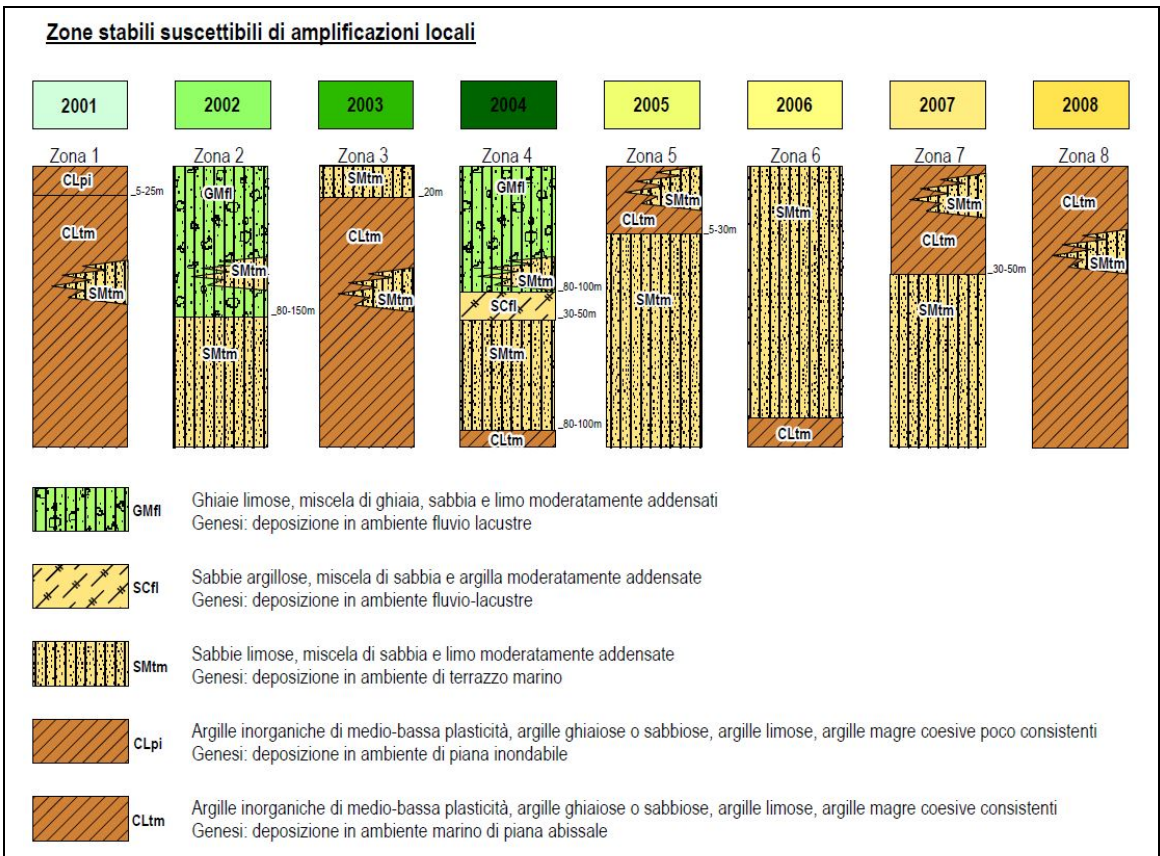 Zone stabili suscettibili di amplificazioni locali
2001 2002 2003 2004 2005 2006 2007 2008
Zona 1 Zona 2 Zona 3 Zona 4 Zona 5 Zona 6 Zona 7 Zona 8
CLpi
_5-25m
CLtm
SMtm
GMfl
SMtm
_80-150m
SMtm
SMtm
_20m
CLtm
SMtm
GMfl
SMtm
_80-100m
SCfl
_30-50m
SMtm
_80-100m
CLtm
SMtm
CLtm
_5-30m
SMtm
SMtm
CLtm
SMtm
CLtm
_30-50m
SMtm
CLtm
SMtm
GMfl
Ghiaie limose, miscela di ghiaia, sabbia e limo moderatamente addensati
Genesi: deposizione in ambiente fluvio lacustre
SCfl
Sabbie argillose, miscela di sabbia e argilla moderatamente addensate
Genesi: deposizione in ambiente fluvio-lacustre
SMtm
Sabbie limose, miscela di sabbia e limo moderatamente addensate
Genesi: deposizione in ambiente di terrazzo marino
CLpi
Argille inorganiche di medio-bassa plasticità, argille ghiaiose o sabbiose, argille limose, argille magre coesive poco consistenti
Genesi: deposizione in ambiente di piana inondabile
CLtm
Argille inorganiche di medio-bassa plasticità, argille ghiaiose o sabbiose, argille limose, argille magre coesive consistenti
Genesi: deposizione in ambiente marino di piana abissale